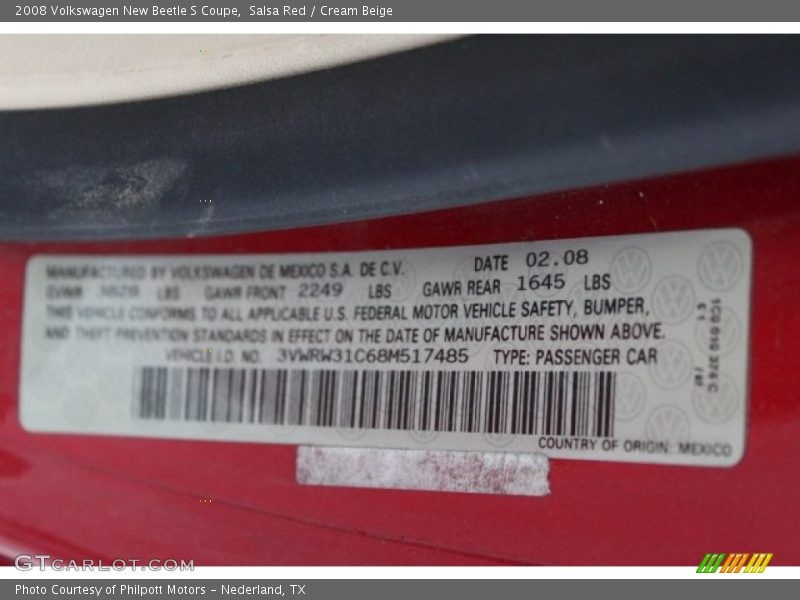 2008 Volkswagen New Beetle S Coupe,  Salsa Red / Cream Beige
MANUFACTURED BY VOLKSWAGEN DE MEXICO S.A. DE C.V. DATE 02.08
GVWR 3828 LBS GAWR FRONT 2249 LBS GAWR REAR 1645 LBS
THIS VEHICLE CONFORMS TO ALL APPLICABLE U.S. FEDERAL MOTOR VEHICLE SAFETY, BUMPER,
AND THEFT PREVENTION STANDARDS IN EFFECT ON THE DATE OF MANUFACTURE SHOWN ABOVE.
VEHICLE I.D. NO. 3VWRW31C68M517485 TYPE: PASSENGER CAR
COUNTRY OF ORIGIN: MEXICO
1C0 010 374 C
GTCARLOT.COM
Photo Courtesy of Philpott Motors - Nederland, TX